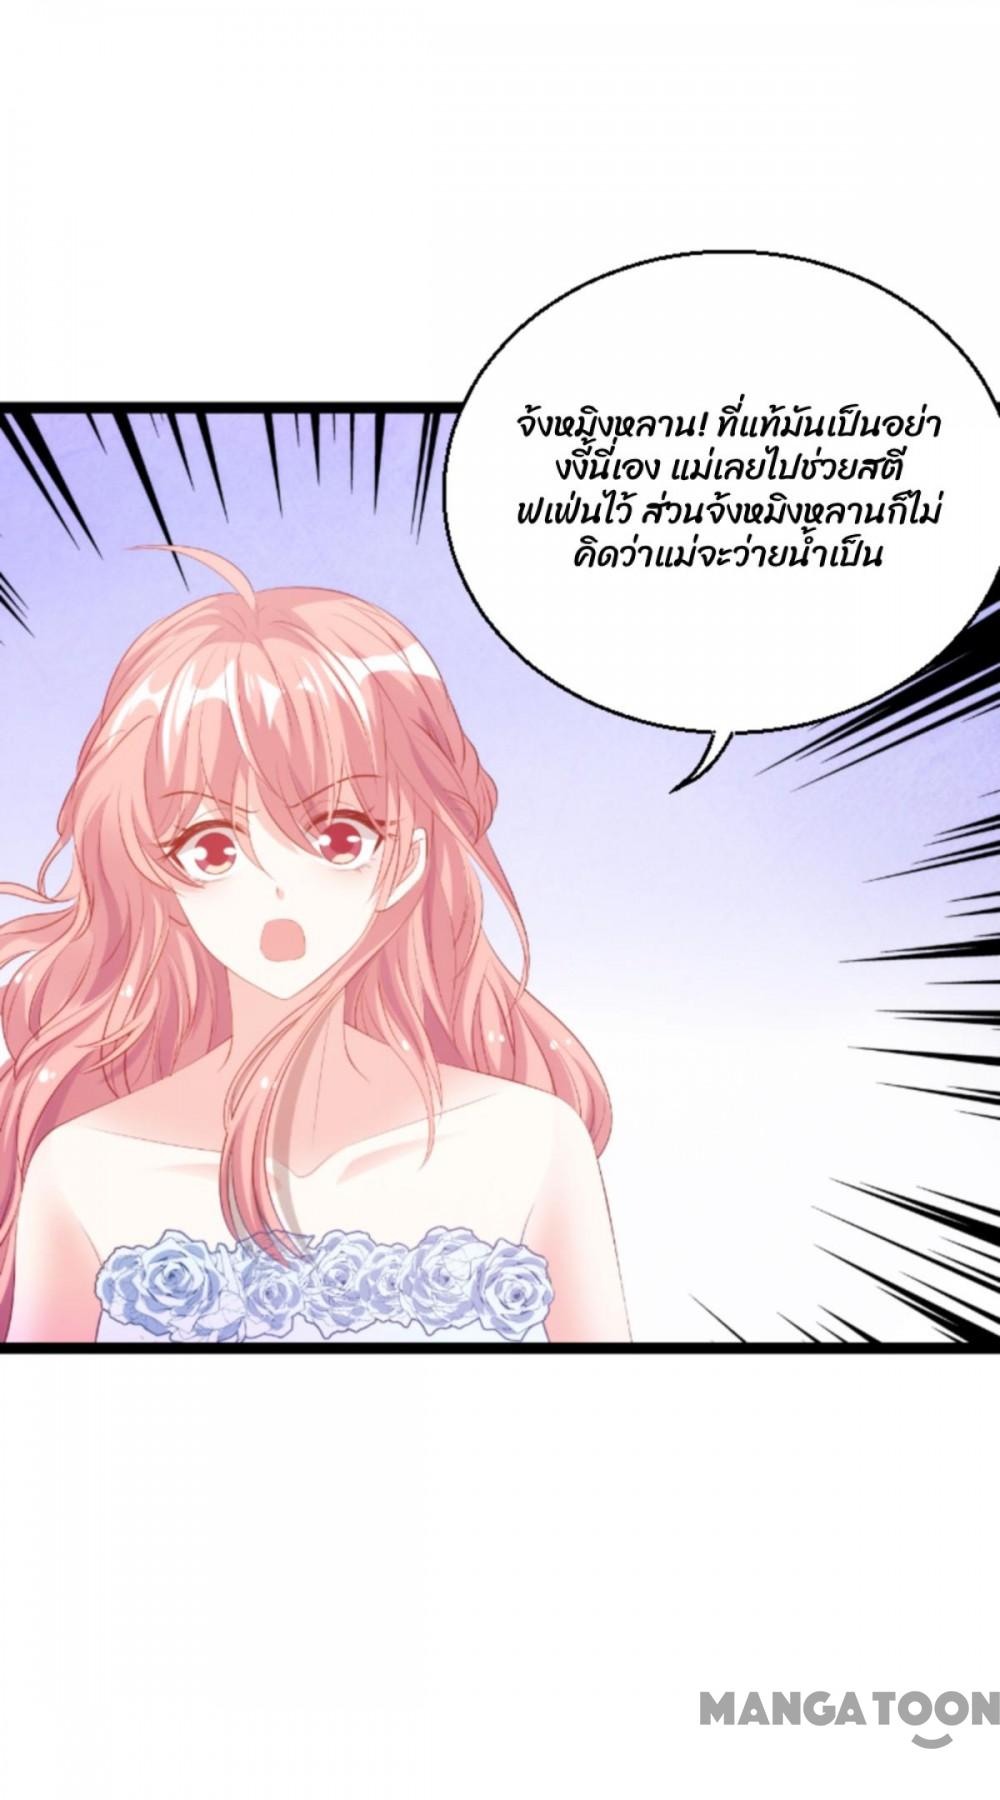 จ้งหมิงหลาน! ที่แท้มันเป็นอย่า
งงี้นี่เอง แม่เลยไปช่วยสตี
ฟเฟ่นไว้ ส่วนจ้งหมิงหลานก็ไม่
คิดว่าแม่จะว่ายน้ำเป็น
MANGATOON